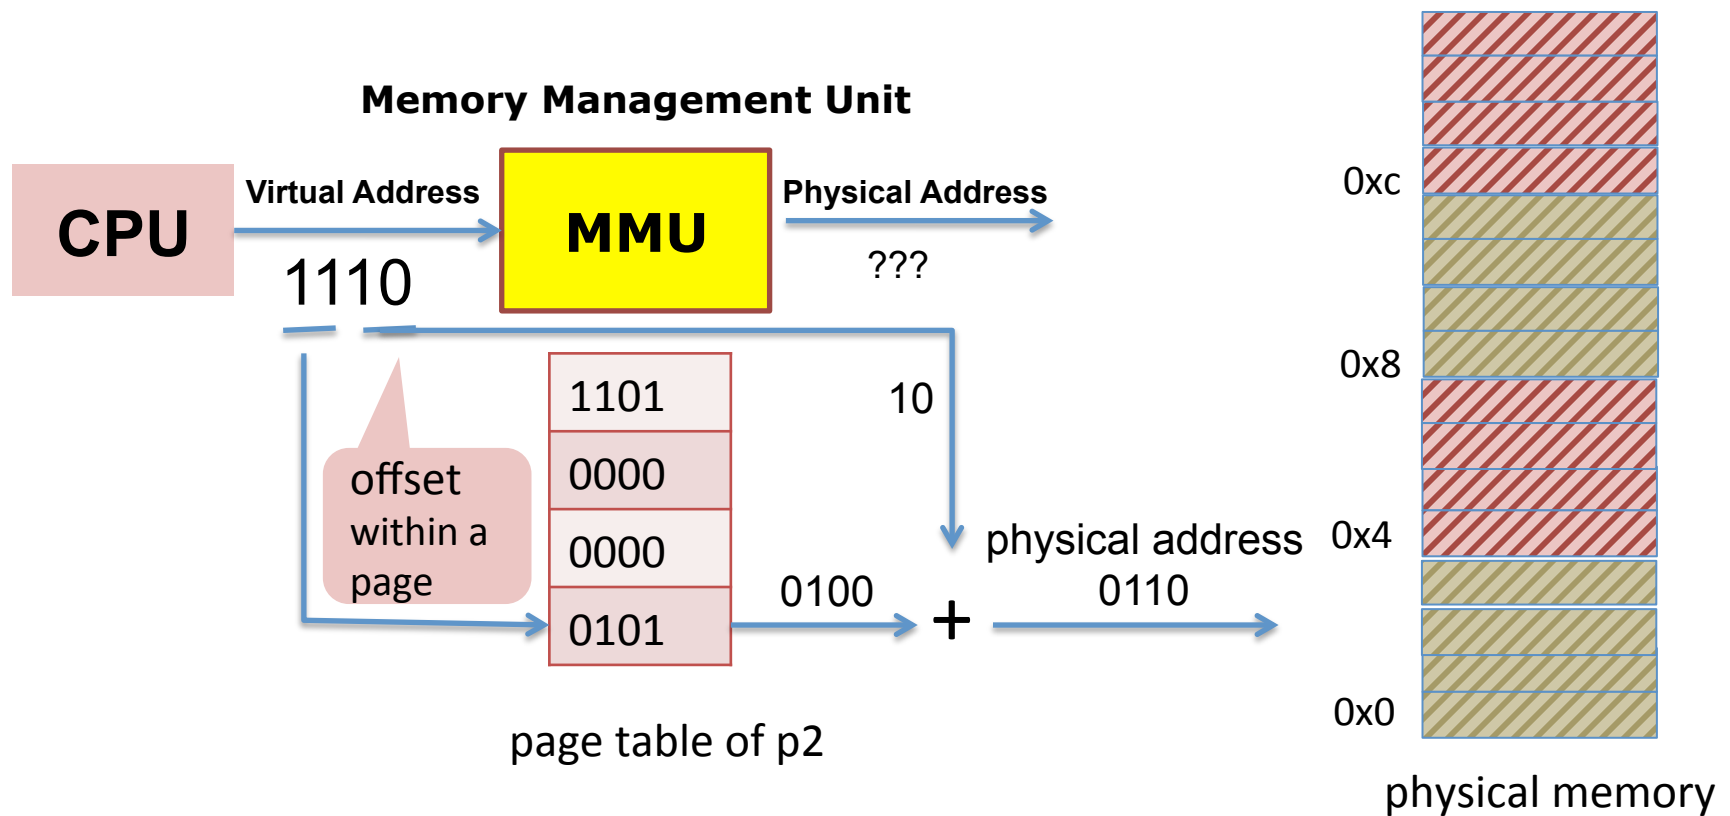 Memory Management Unit
CPU
Virtual Address
MMU
Physical Address
1110
???
1101
0000
0000
0101
offset
within a
page
10
0100
+
physical address
0110
page table of p2
0xc
0x8
0x4
0x0
physical memory